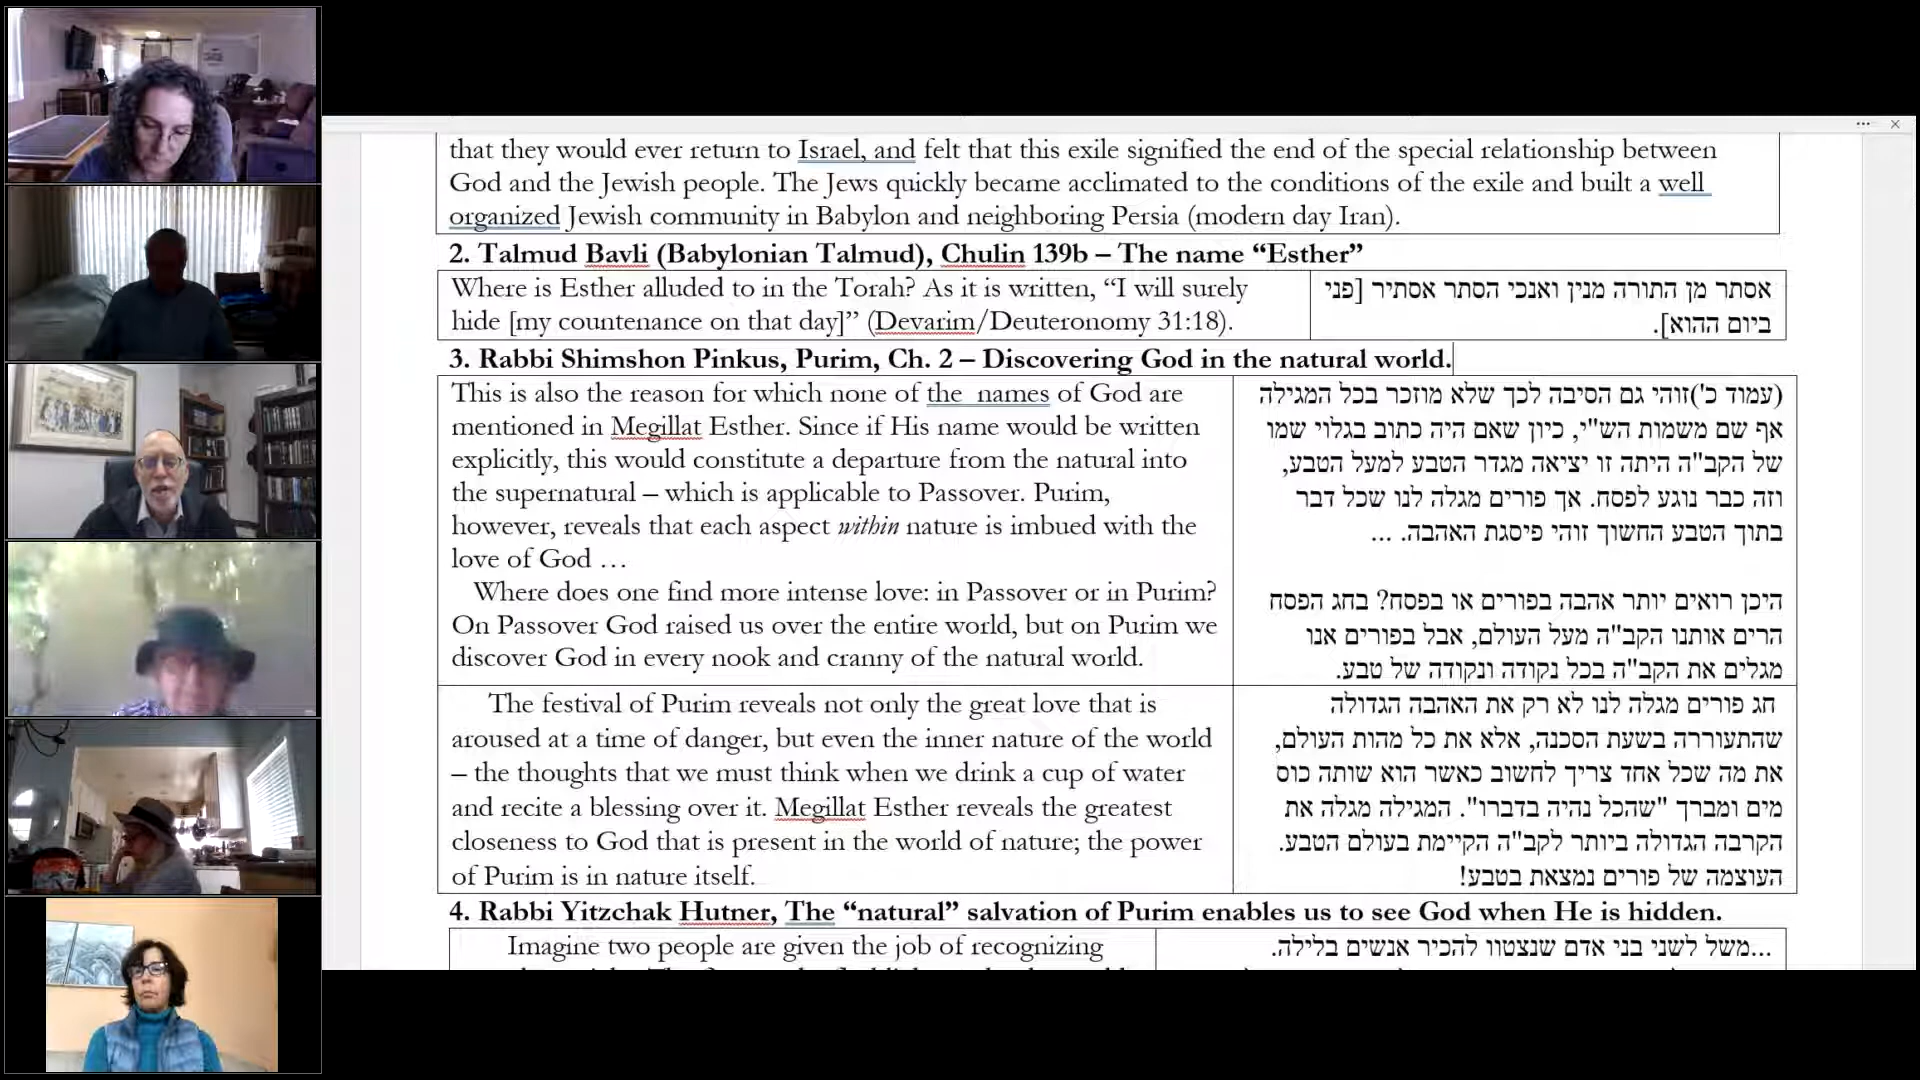 that they would ever return to Israel, and felt that this exile signified the end of the special relationship between
God and the Jewish people. The Jews quickly became acclimated to the conditions of the exile and built a well
organized Jewish community in Babylon and neighboring Persia (modern day Iran).
2. Talmud Bavli (Babylonian Talmud), Chulin 139b – The name “Esther”
Where is Esther alluded to in the Torah? As it is written, “I will surely
hide [my countenance on that day]” (Devarim/Deuteronomy 31:18).
אסתר מן התורה מנין ואנכי הסתר אסתיר [פני
ביום ההוא].
3. Rabbi Shimshon Pinkus, Purim, Ch. 2 – Discovering God in the natural world.
This is also the reason for which none of the  names of God are
mentioned in Megillat Esther. Since if His name would be written
explicitly, this would constitute a departure from the natural into
the supernatural – which is applicable to Passover. Purim,
however, reveals that each aspect within nature is imbued with the
love of God …
Where does one find more intense love: in Passover or in Purim?
On Passover God raised us over the entire world, but on Purim we
discover God in every nook and cranny of the natural world.
(עמוד כ')זוהי גם הסיבה לכך שלא מוזכר בכל המגילה
אף שם משמות הש"י, כיון שאם היה כתוב בגלוי שמו
של הקב"ה היתה זו יציאה מגדר הטבע למעל הטבע,
וזה כבר נוגע לפסח. אך פורים מגלה לנו שכל דבר
בתוך הטבע החשוך זוהי פיסגת האהבה. ...
היכן רואים יותר אהבה בפורים או בפסח? בחג הפסח
הרים אותנו הקב"ה מעל העולם, אבל בפורים אנו
מגלים את הקב"ה בכל נקודה ונקודה של טבע.
The festival of Purim reveals not only the great love that is
aroused at a time of danger, but even the inner nature of the world
– the thoughts that we must think when we drink a cup of water
and recite a blessing over it. Megillat Esther reveals the greatest
closeness to God that is present in the world of nature; the power
of Purim is in nature itself.
חג פורים מגלה לנו לא רק את האהבה הגדולה
שהתעוררה בשעת הסכנה, אלא את כל מהות העולם,
את מה שכל אחד צריך לחשוב כאשר הוא שותה כוס
מים ומברך "שהכל נהיה בדברו". המגילה מגלה את
הקרבה הגדולה ביותר לקב"ה הקיימת בעולם הטבע.
העוצמה של פורים נמצאת בטבע!
4. Rabbi Yitzchak Hutner, The “natural” salvation of Purim enables us to see God when He is hidden.
Imagine two people are given the job of recognizing
...משל לשני בני אדם שנצטוו להכיר אנשים בלילה.